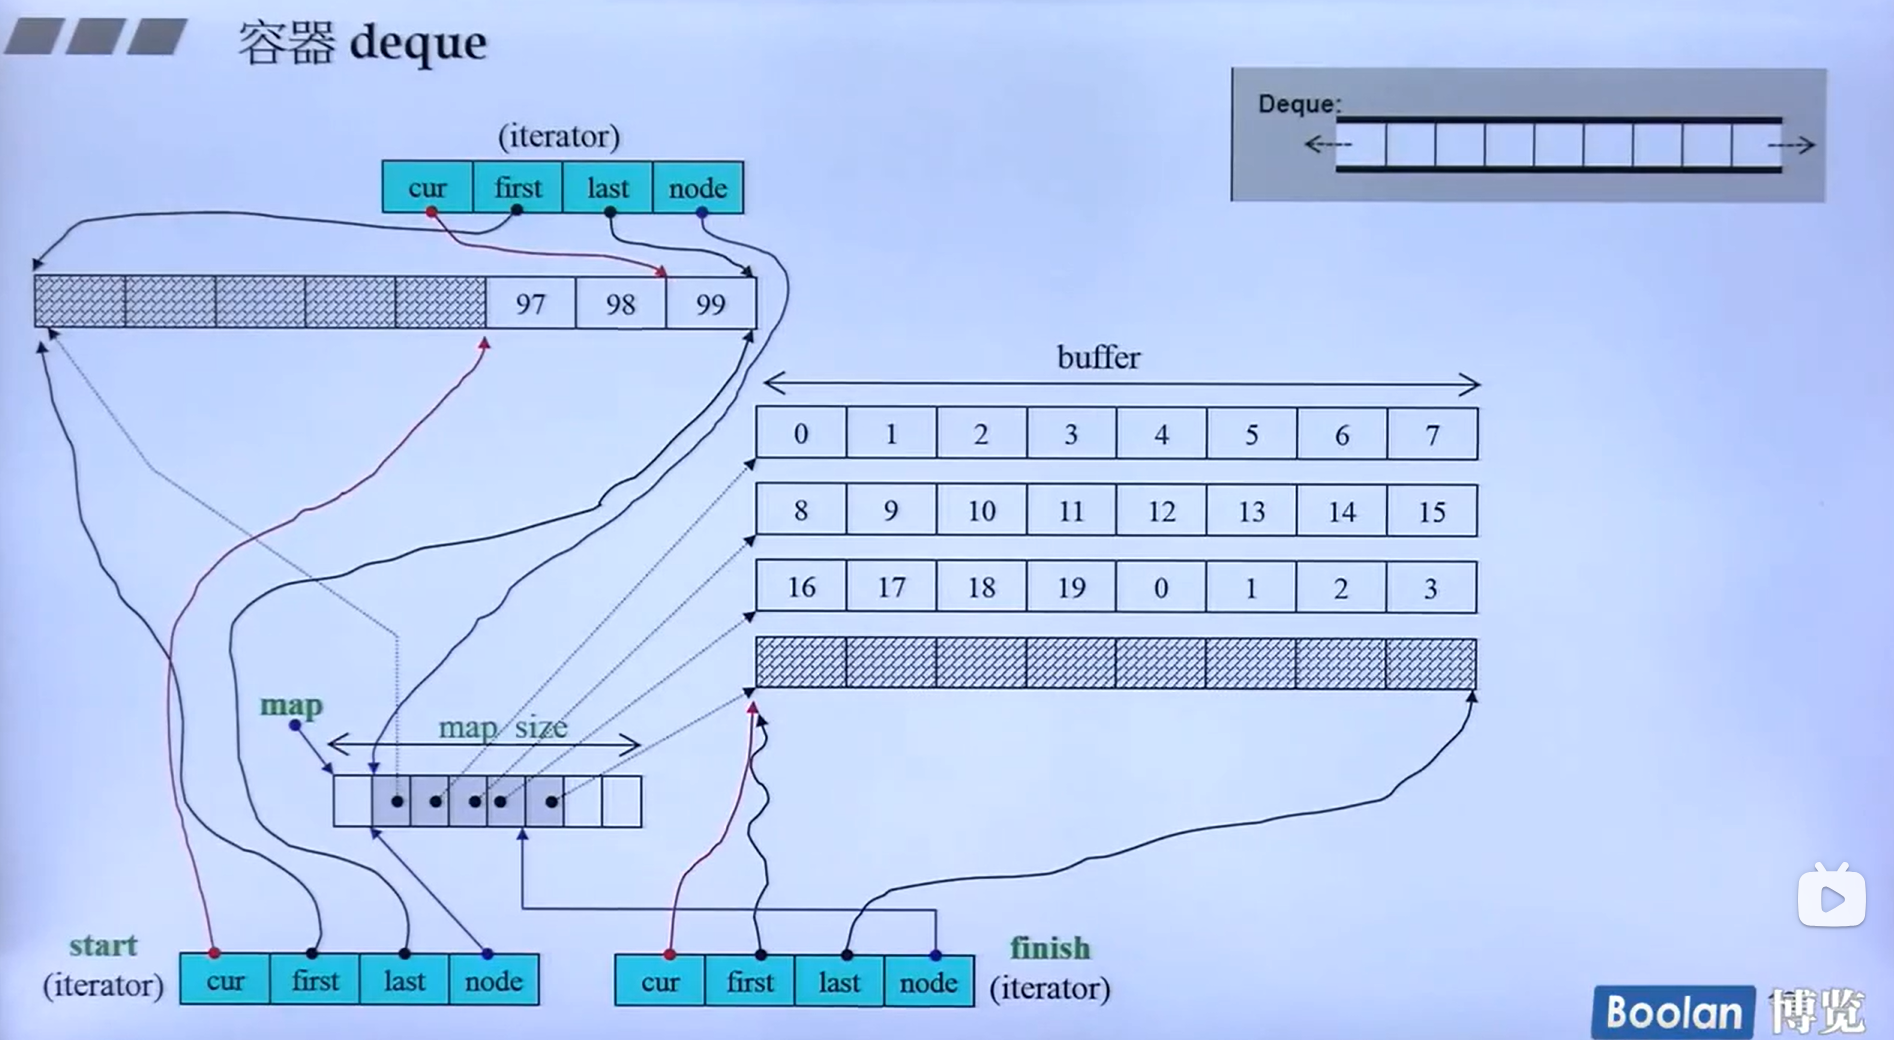 容器 deque
Deque:
(iterator)
cur first last node
97 98 99
buffer
0 1 2 3 4 5 6 7
8 9 10 11 12 13 14 15
16 17 18 19 0 1 2 3
map
map size
start
(iterator)
cur first last node
cur first last node
finish
(iterator)
Boolan 博览